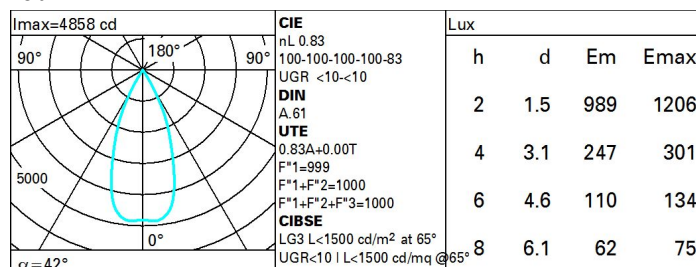 Imax=4858 cd
90° 180° 90°
5000
0°
α=42°
CIE
nL 0.83
100-100-100-100-83
UGR <10-<10
DIN
A.61
UTE
0.83A+0.00T
F"1=999
F"1+F"2=1000
F"1+F"2+F"3=1000
CIBSE
LG3 L<1500 cd/m² at 65°
UGR<10 | L<1500 cd/mq @65°
Lux
h d Em Emax
2 1.5 989 1206
4 3.1 247 301
6 4.6 110 134
8 6.1 62 75